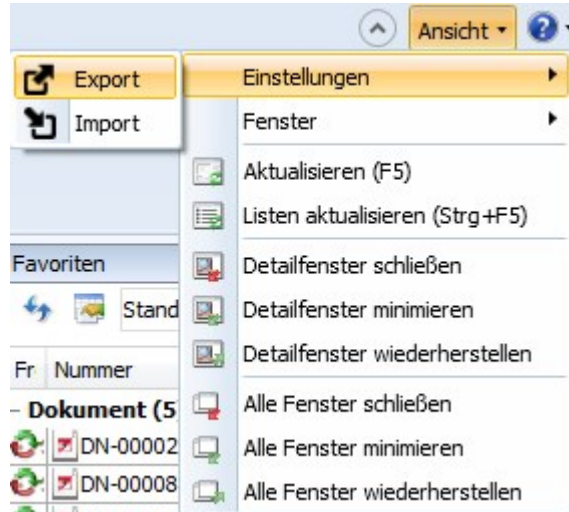 Ansicht
Export
Import
Einstellungen
Fenster
Aktualisieren (F5)
Listen aktualisieren (Strg+F5)
Detailfenster schließen
Detailfenster minimieren
Detailfenster wiederherstellen
Alle Fenster schließen
Alle Fenster minimieren
Alle Fenster wiederherstellen
Favoriten
Stand
Fr Nummer
Dokument (5
DN-00002
DN-00008